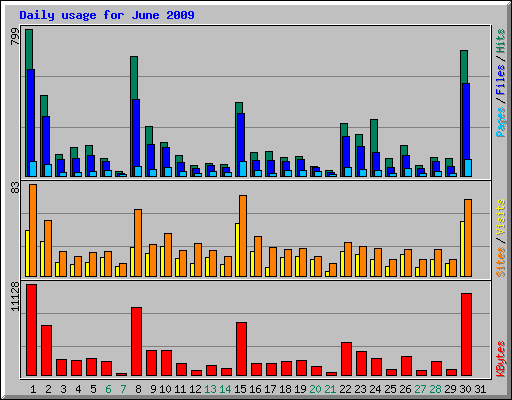 Daily usage for June 2009
799
Pages / Files / Hits
83
Sites / Visits
11128
KBytes
1 2 3 4 5 6 7 8 9 10 11 12 13 14 15 16 17 18 19 20 21 22 23 24 25 26 27 28 29 30 31